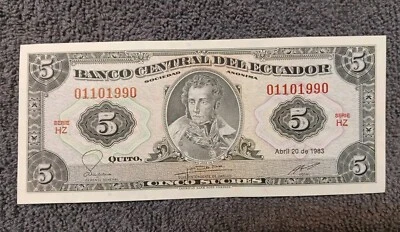 5 BANCO CENTRAL DEL ECUADOR 5
SOCIEDAD ANONIMA
01101990 01101990
SERIE HZ SERIE HZ
5 5
QUITO, Abril 20 de 1983
5 CINCO SUCRES 5